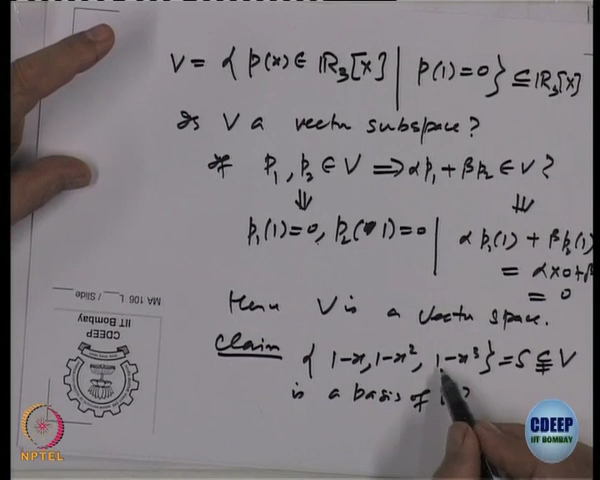 V = { p(x) ∈ ℝ₃[x] | p(1) = 0 } ⊆ ℝ₃[x]
Is V a vector subspace?
If p₁, p₂ ∈ V ⟹ αp₁ + βp₂ ∈ V ?
⇓ ⇓
p₁(1) = 0, p₂(1) = 0 | αp₁(1) + βp₂(1)
= α×0+β
= 0
Hence V is a vector space.
Claim { 1-x, 1-x², 1-x³ } = S ⊊ V
is a basis of
MA 106 L / Slide
CDEEP
IIT Bombay
NPTEL
CDEEP
IIT BOMBAY